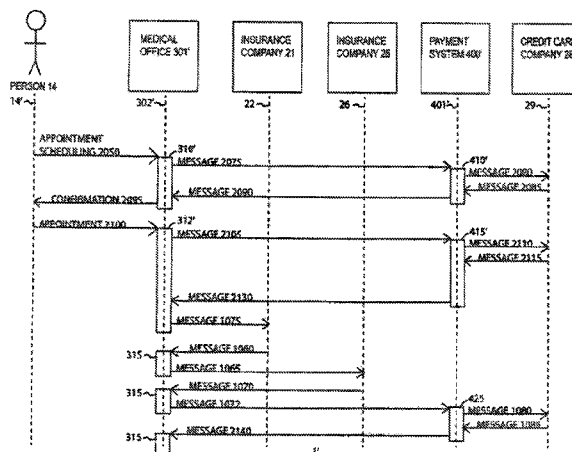 MEDICAL
OFFICE 301'
INSURANCE
COMPANY 21
INSURANCE
COMPANY 25
PAYMENT
SYSTEM 400'
CREDIT CARD
COMPANY 28
PERSON 14
14'
302'
22
26
401'
29
APPOINTMENT
SCHEDULING 2050
310'
MESSAGE 2075
410'
MESSAGE 2080
MESSAGE 2085
MESSAGE 2090
CONFIRMATION 2095
APPOINTMENT 2100
312'
MESSAGE 2105
415'
MESSAGE 2110
MESSAGE 2115
MESSAGE 2130
MESSAGE 1075
MESSAGE 1060
315
MESSAGE 1065
MESSAGE 1070
315
MESSAGE 1072
425
MESSAGE 1080
MESSAGE 1085
MESSAGE 2140
315
1'